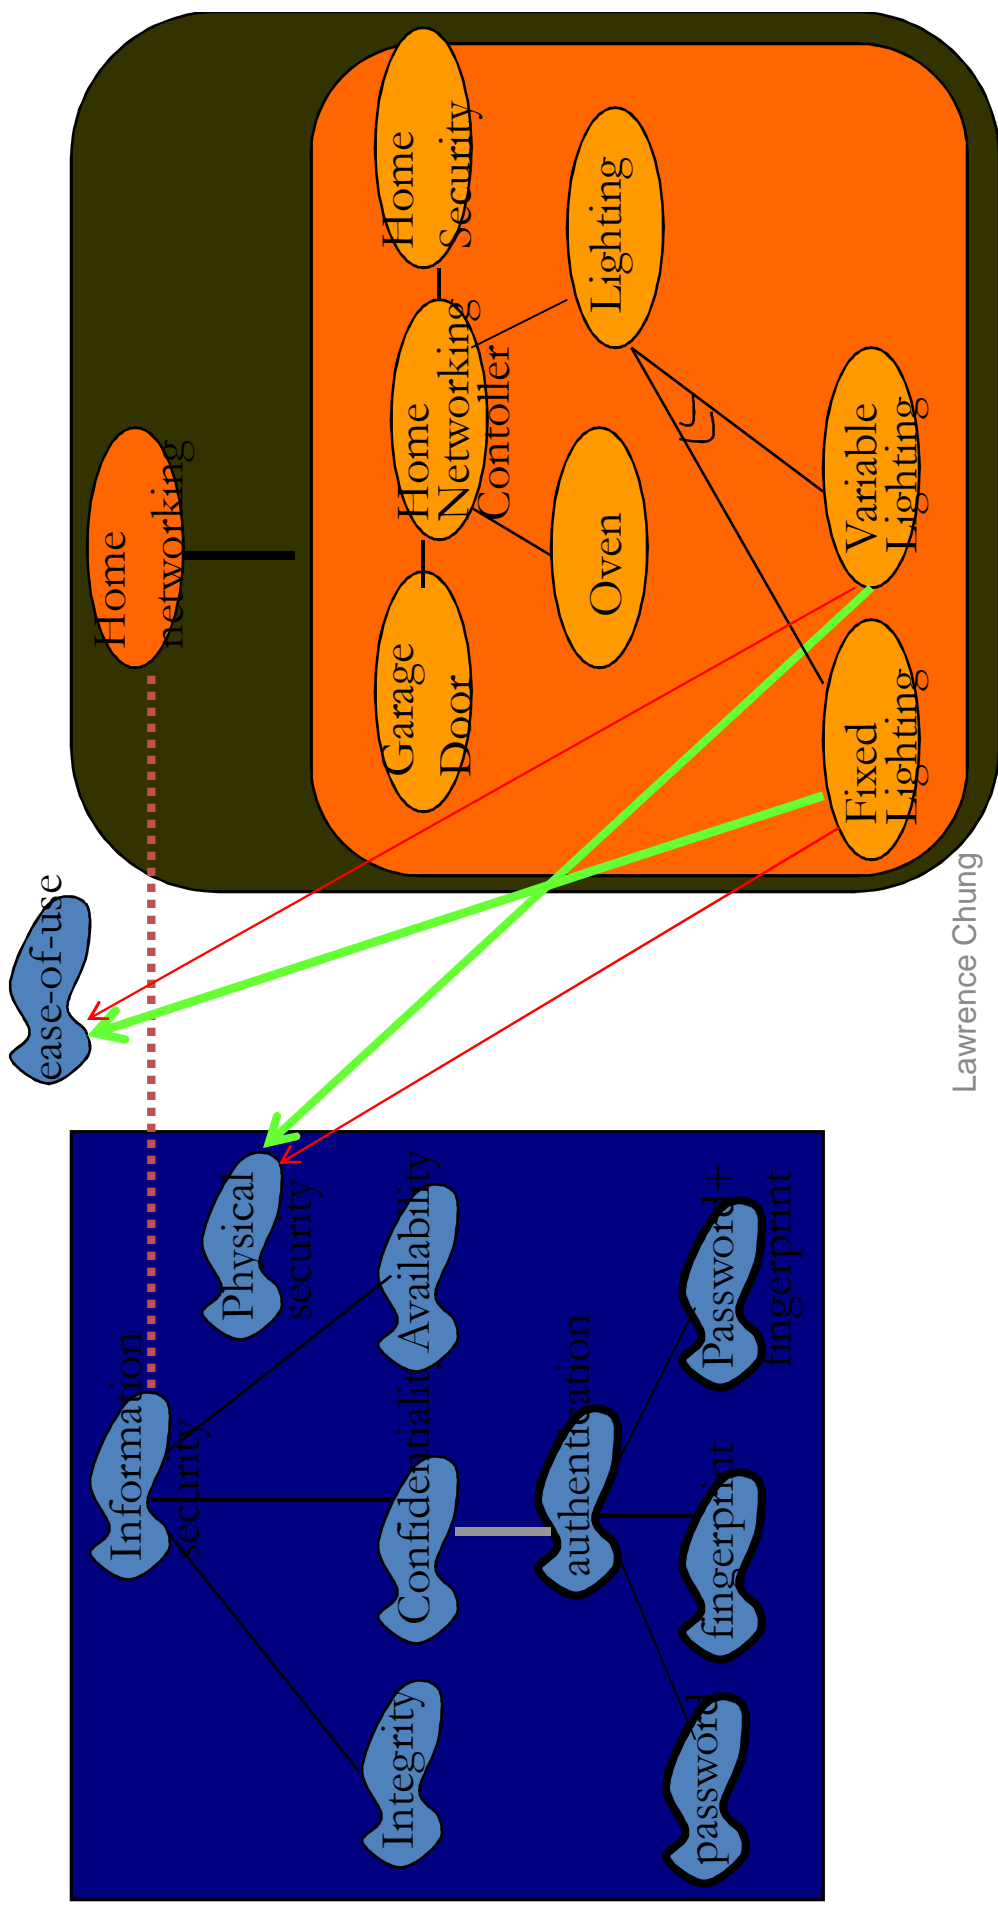 ease-of-use
Information
security
Physical
security
Integrity
Confidentiality
Availability
authentication
password
fingerprint
Password+
fingerprint
Home
networking
Garage
Door
Home
Networking
Contoller
Home
Security
Oven
Lighting
Fixed
Lighting
Variable
Lighting
Lawrence Chung